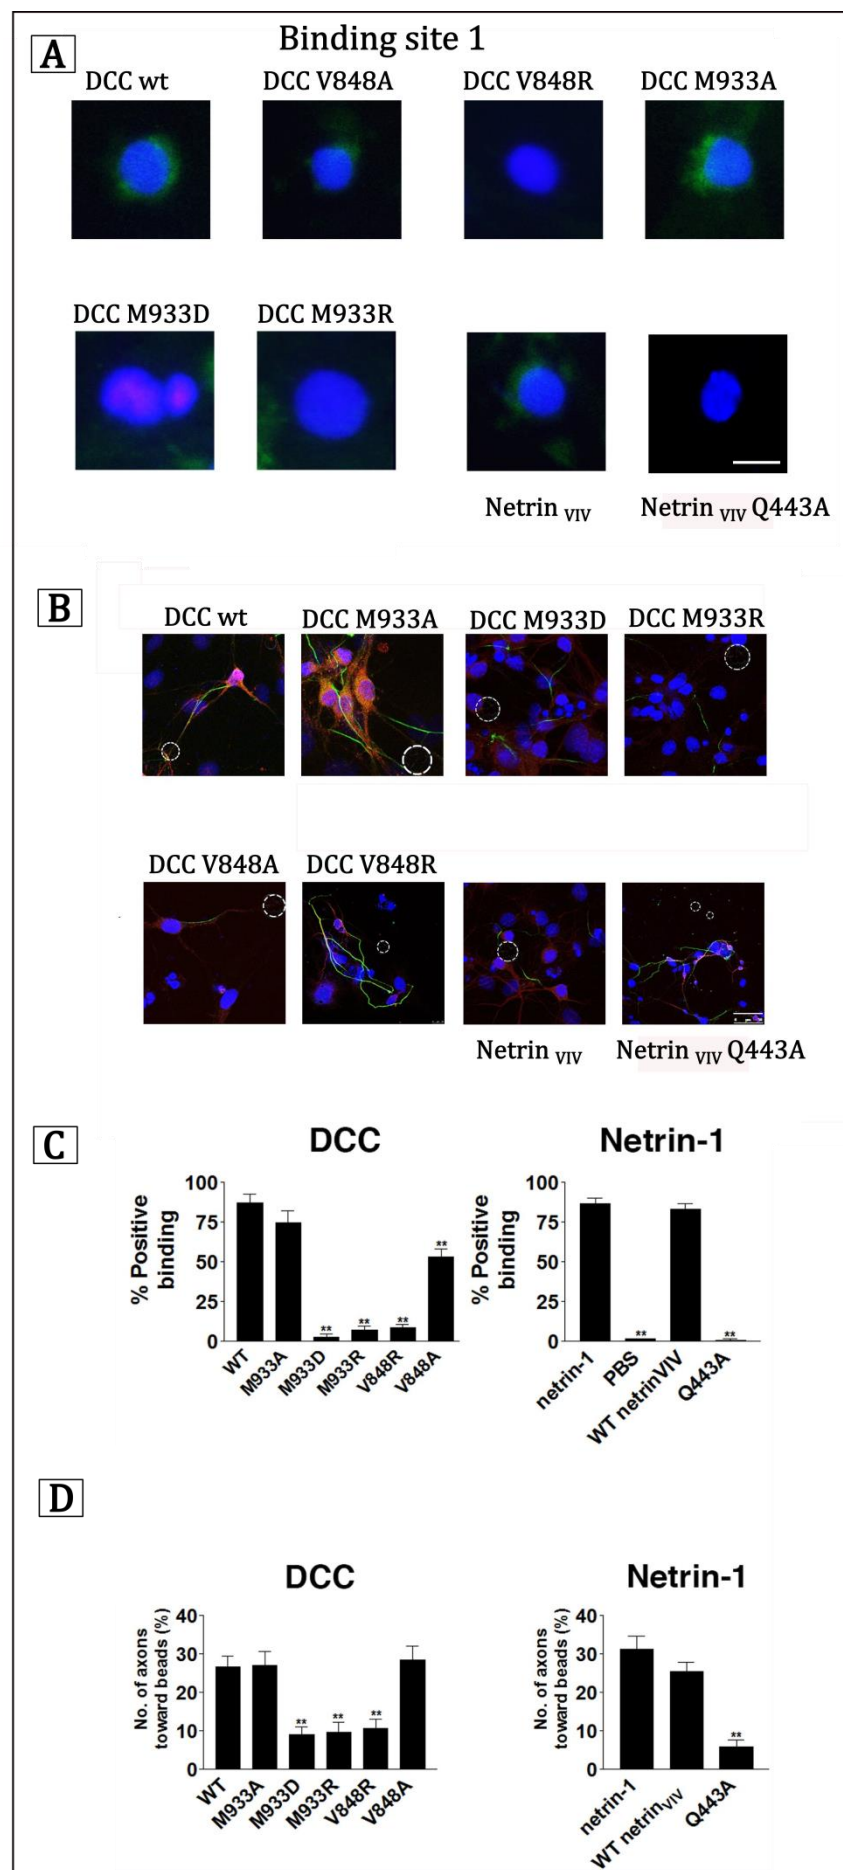 A
Binding site 1
DCC wt
DCC V848A
DCC V848R
DCC M933A
DCC M933D
DCC M933R
Netrin VIV
Netrin VIV Q443A
B
DCC wt
DCC M933A
DCC M933D
DCC M933R
DCC V848A
DCC V848R
Netrin VIV
Netrin VIV Q443A
C
DCC
% Positive
binding
100
75
50
25
0
**
**
**
**
WT
M933A
M933D
M933R
V848R
V848A
Netrin-1
% Positive
binding
100
75
50
25
0
**
**
netrin-1
PBS
WT netrinVIV
Q443A
D
DCC
No. of axons
toward beads (%)
40
30
20
10
0
**
**
**
WT
M933A
M933D
M933R
V848R
V848A
Netrin-1
No. of axons
toward beads (%)
40
30
20
10
0
**
netrin-1
WT netrinVIV
Q443A